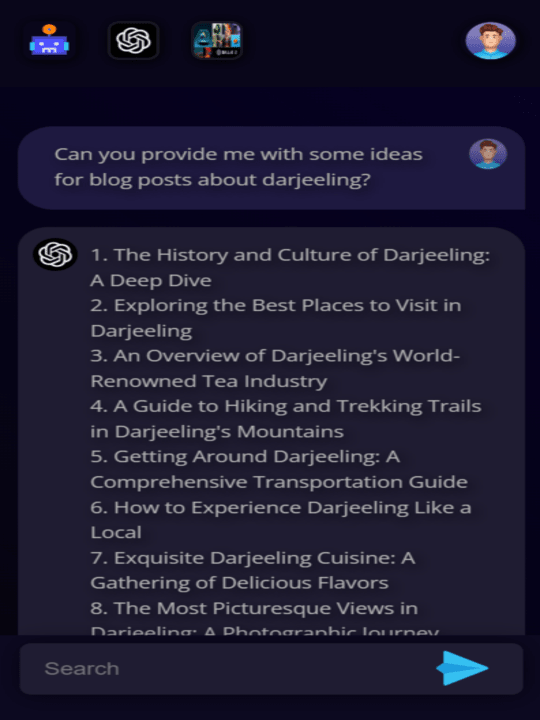 Can you provide me with some ideas
for blog posts about darjeeling?
1. The History and Culture of Darjeeling:
A Deep Dive
2. Exploring the Best Places to Visit in
Darjeeling
3. An Overview of Darjeeling's World-
Renowned Tea Industry
4. A Guide to Hiking and Trekking Trails
in Darjeeling's Mountains
5. Getting Around Darjeeling: A
Comprehensive Transportation Guide
6. How to Experience Darjeeling Like a
Local
7. Exquisite Darjeeling Cuisine: A
Gathering of Delicious Flavors
8. The Most Picturesque Views in
Darjeeling: A Photographic Journey
Search